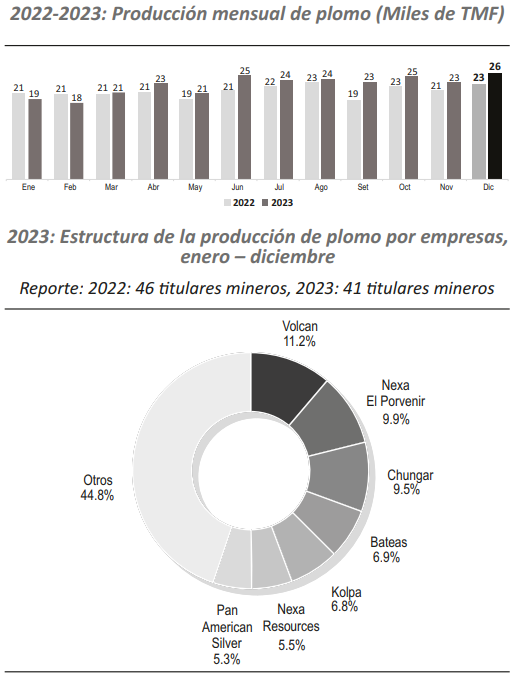 2022-2023: Producción mensual de plomo (Miles de TMF)
21 19 21 18 21 21 21 23 19 21 21 25 22 24 23 24 19 23 23 25 21 23 23 26
Ene Feb Mar Abr May Jun Jul Ago Set Oct Nov Dic
2022 2023
2023: Estructura de la producción de plomo por empresas,
enero – diciembre
Reporte: 2022: 46 titulares mineros, 2023: 41 titulares mineros
Volcan
11.2%
Nexa
El Porvenir
9.9%
Chungar
9.5%
Bateas
6.9%
Kolpa
6.8%
Nexa
Resources
5.5%
Pan
American
Silver
5.3%
Otros
44.8%